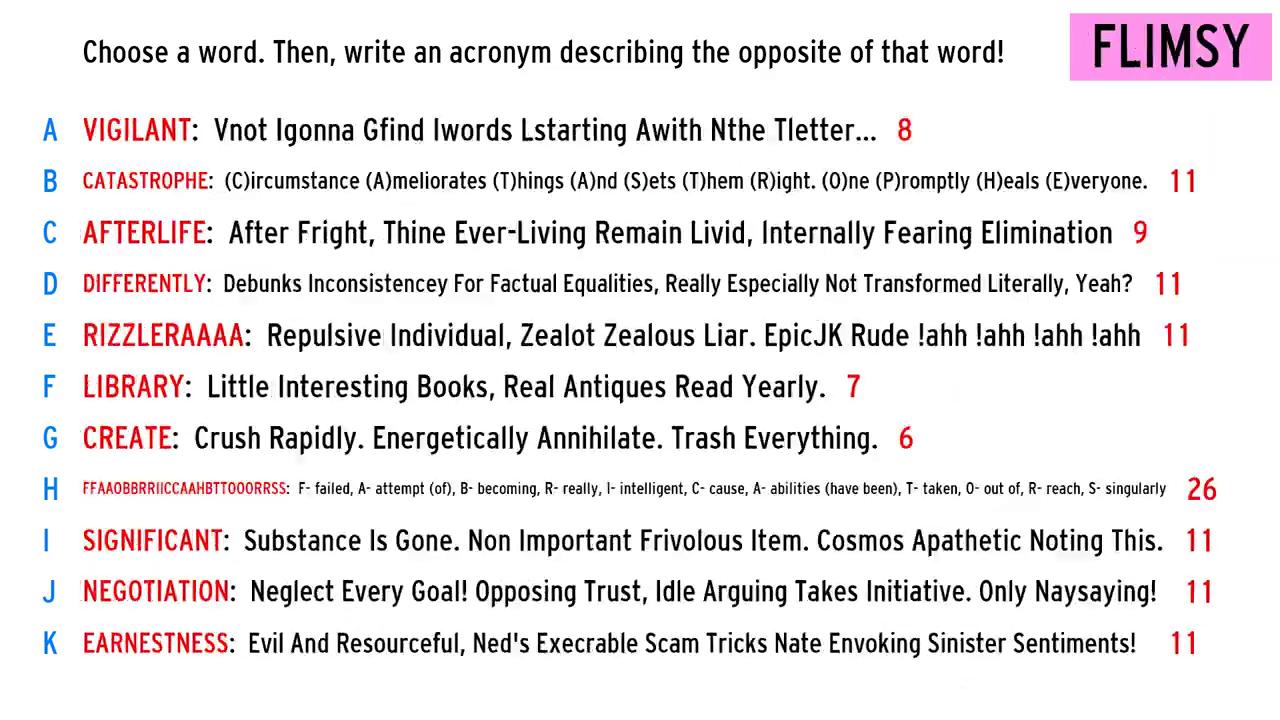 Choose a word. Then, write an acronym describing the opposite of that word!
FLIMSY
A VIGILANT: Vnot Igonna Gfind Iwords Lstarting Awith Nthe Tletter... 8
B CATASTROPHE: (C)ircumstance (A)meliorates (T)hings (A)nd (S)ets (T)hem (R)ight. (O)ne (P)romptly (H)eals (E)veryone. 11
C AFTERLIFE: After Fright, Thine Ever-Living Remain Livid, Internally Fearing Elimination 9
D DIFFERENTLY: Debunks Inconsistencey For Factual Equalities, Really Especially Not Transformed Literally, Yeah? 11
E RIZZLERAAAA: Repulsive Individual, Zealot Zealous Liar. EpicJK Rude !ahh !ahh !ahh !ahh 11
F LIBRARY: Little Interesting Books, Real Antiques Read Yearly. 7
G CREATE: Crush Rapidly. Energetically Annihilate. Trash Everything. 6
H FFAAOBBRRIICCAAHBTTOOORRSS: F- failed, A- attempt (of), B- becoming, R- really, I- intelligent, C- cause, A- abilities (have been), T- taken, O- out of, R- reach, S- singularly 26
I SIGNIFICANT: Substance Is Gone. Non Important Frivolous Item. Cosmos Apathetic Noting This. 11
J NEGOTIATION: Neglect Every Goal! Opposing Trust, Idle Arguing Takes Initiative. Only Naysaying! 11
K EARNESTNESS: Evil And Resourceful, Ned's Execrable Scam Tricks Nate Envoking Sinister Sentiments! 11